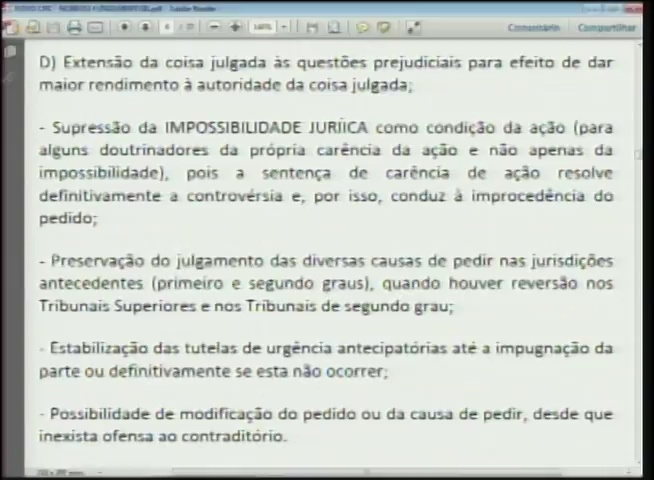 Comentário Compartilhar
D) Extensão da coisa julgada às questões prejudiciais para efeito de dar
maior rendimento à autoridade da coisa julgada;
- Supressão da IMPOSSIBILIDADE JURÍICA como condição da ação (para
alguns doutrinadores da própria carência da ação e não apenas da
impossibilidade), pois a sentença de carência de ação resolve
definitivamente a controvérsia e, por isso, conduz à improcedência do
pedido;
- Preservação do julgamento das diversas causas de pedir nas jurisdições
antecedentes (primeiro e segundo graus), quando houver reversão nos
Tribunais Superiores e nos Tribunais de segundo grau;
- Estabilização das tutelas de urgência antecipatórias até a impugnação da
parte ou definitivamente se esta não ocorrer;
- Possibilidade de modificação do pedido ou da causa de pedir, desde que
inexista ofensa ao contraditório.